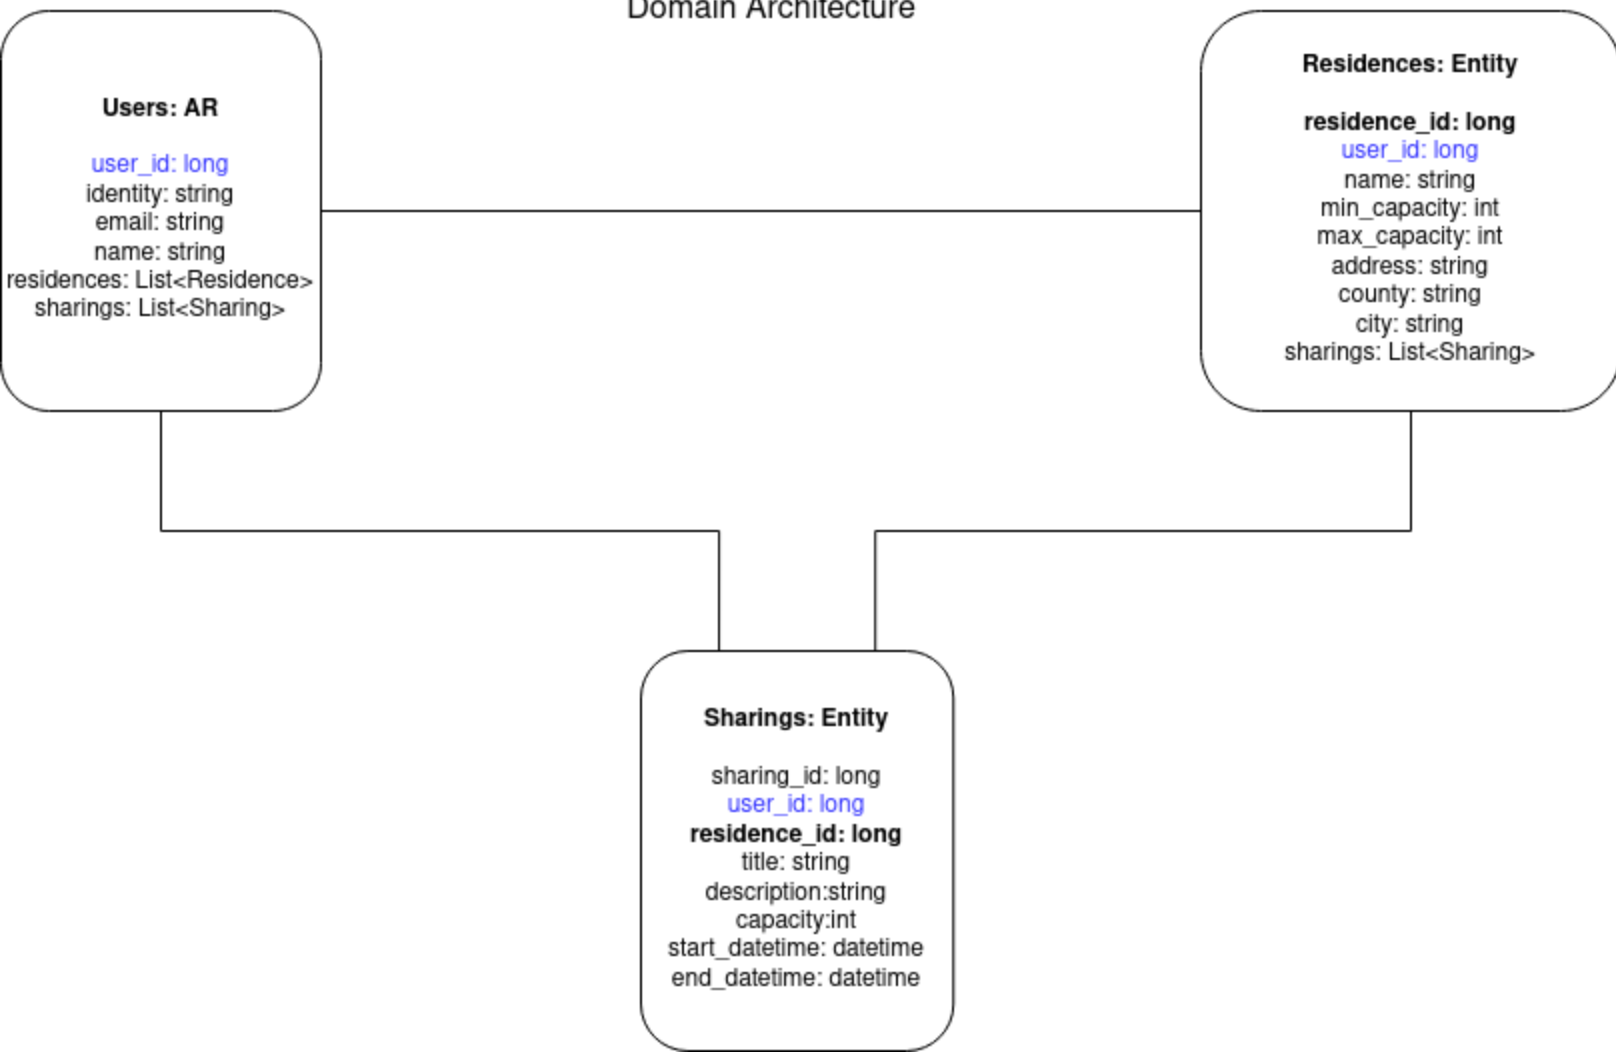 Domain Architecture
Users: AR
user_id: long
identity: string
email: string
name: string
residences: List<Residence>
sharings: List<Sharing>
Residences: Entity
residence_id: long
user_id: long
name: string
min_capacity: int
max_capacity: int
address: string
county: string
city: string
sharings: List<Sharing>
Sharings: Entity
sharing_id: long
user_id: long
residence_id: long
title: string
description:string
capacity:int
start_datetime: datetime
end_datetime: datetime